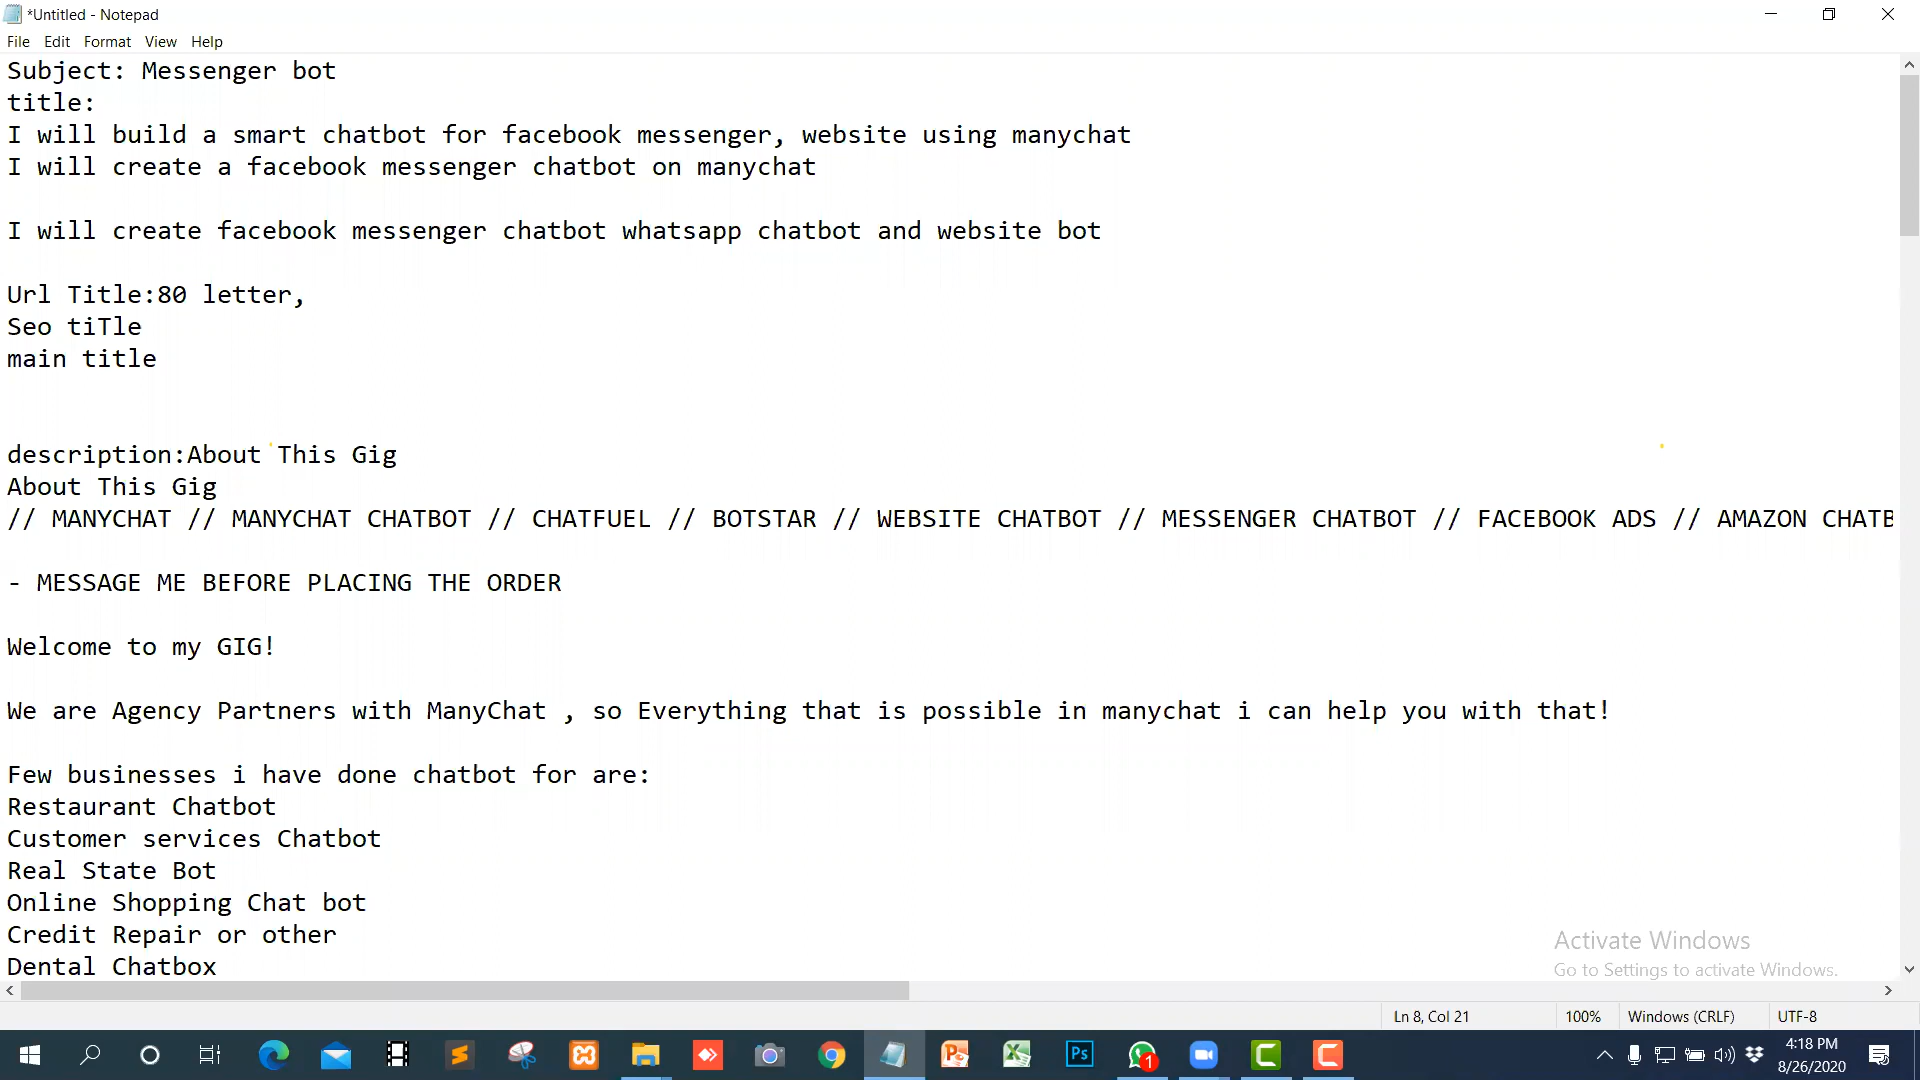 *Untitled - Notepad
File Edit Format View Help
Subject: Messenger bot
title:
I will build a smart chatbot for facebook messenger, website using manychat
I will create a facebook messenger chatbot on manychat
I will create facebook messenger chatbot whatsapp chatbot and website bot
Url Title:80 letter,
Seo tiTle
main title
description:About This Gig
About This Gig
// MANYCHAT // MANYCHAT CHATBOT // CHATFUEL // BOTSTAR // WEBSITE CHATBOT // MESSENGER CHATBOT // FACEBOOK ADS // AMAZON CHATB
- MESSAGE ME BEFORE PLACING THE ORDER
Welcome to my GIG!
We are Agency Partners with ManyChat , so Everything that is possible in manychat i can help you with that!
Few businesses i have done chatbot for are:
Restaurant Chatbot
Customer services Chatbot
Real State Bot
Online Shopping Chat bot
Credit Repair or other
Dental Chatbox
Activate Windows
Go to Settings to activate Windows.
Ln 8, Col 21 100% Windows (CRLF) UTF-8
Ps 1 4:18 PM
8/26/2020